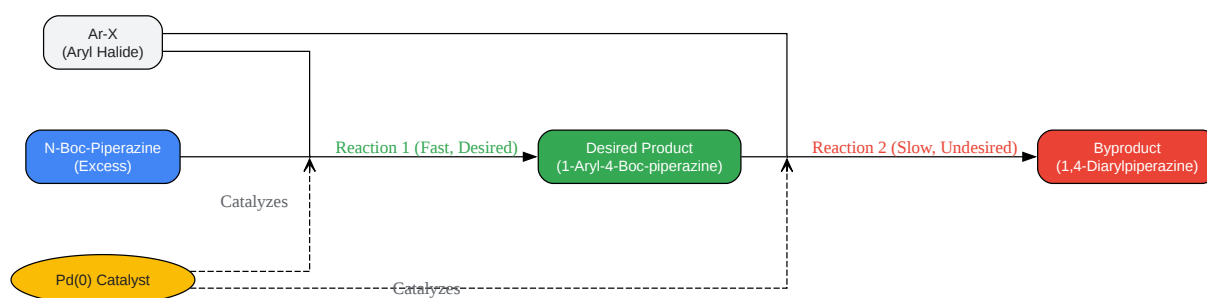 Ar-X
(Aryl Halide)
N-Boc-Piperazine
(Excess)
Reaction 1 (Fast, Desired)
Desired Product
(1-Aryl-4-Boc-piperazine)
Reaction 2 (Slow, Undesired)
Byproduct
(1,4-Diarylpiperazine)
Catalyzes
Pd(0) Catalyst
Catalyzes